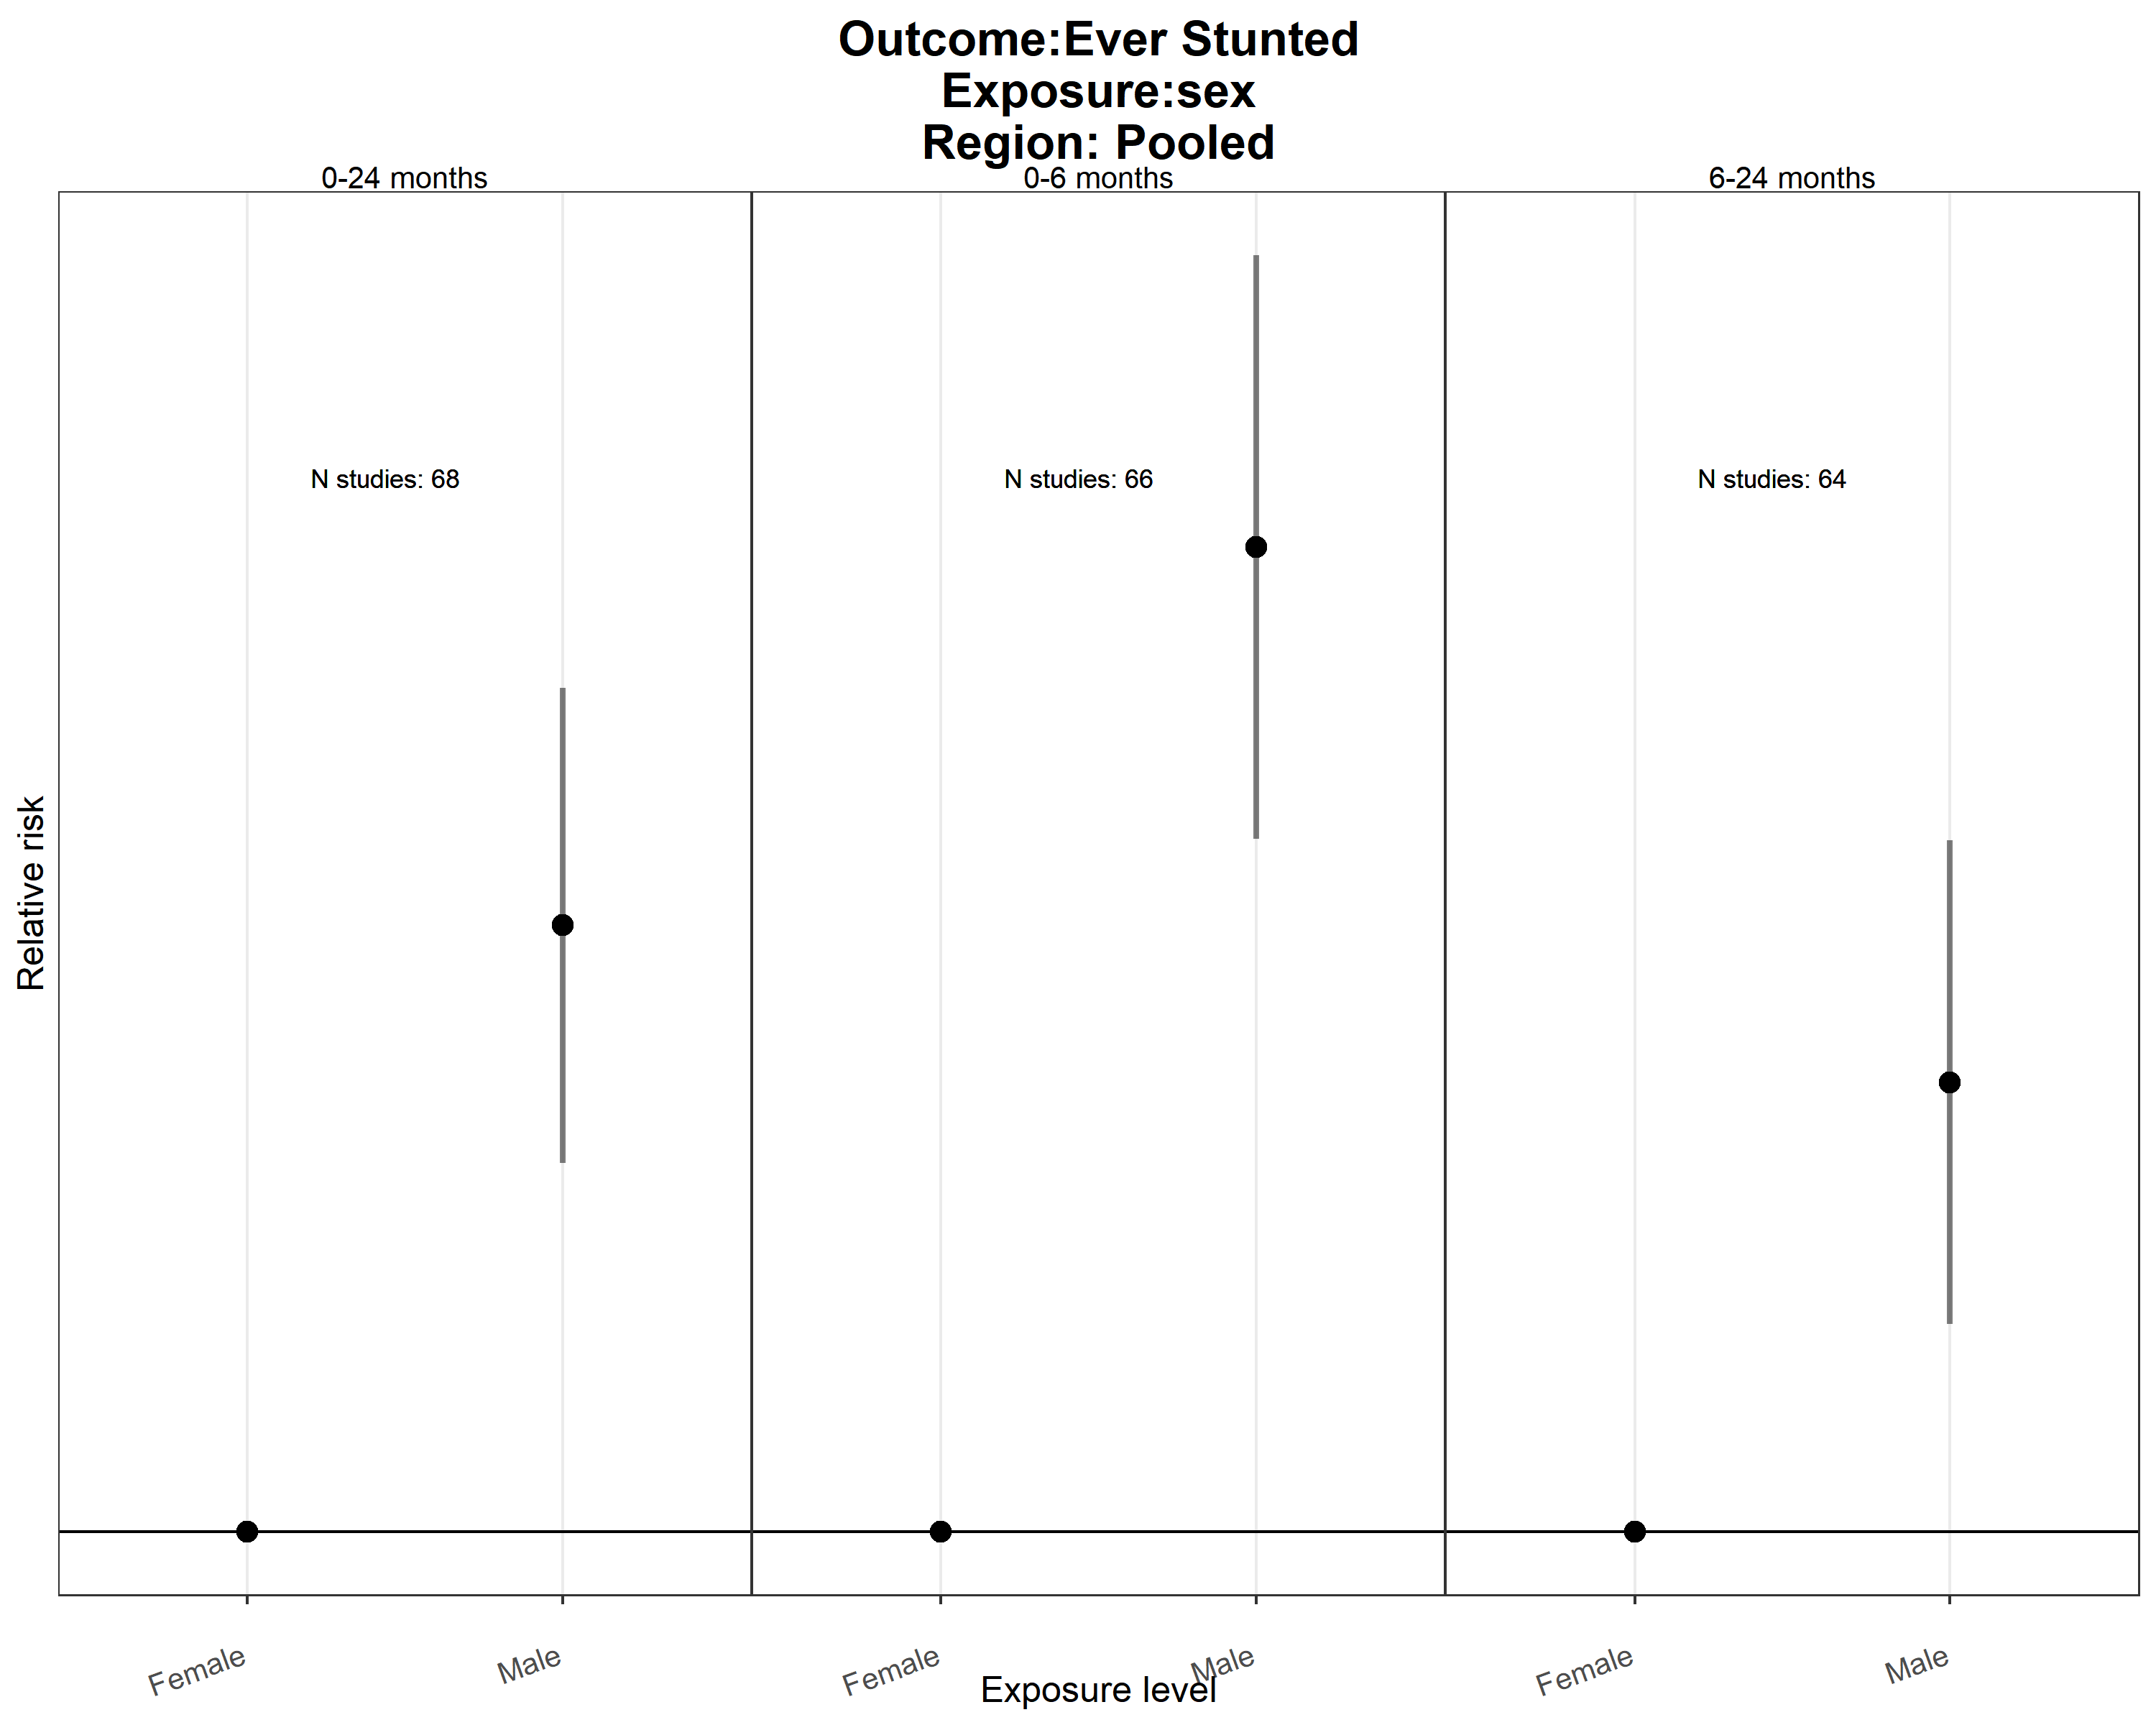 Outcome:Ever Stunted
Exposure:sex
Region: Pooled
0-24 months
0-6 months
6-24 months
N studies: 68
N studies: 66
N studies: 64
Relative risk
Female
Male
Female
Male
Female
Male
Exposure level